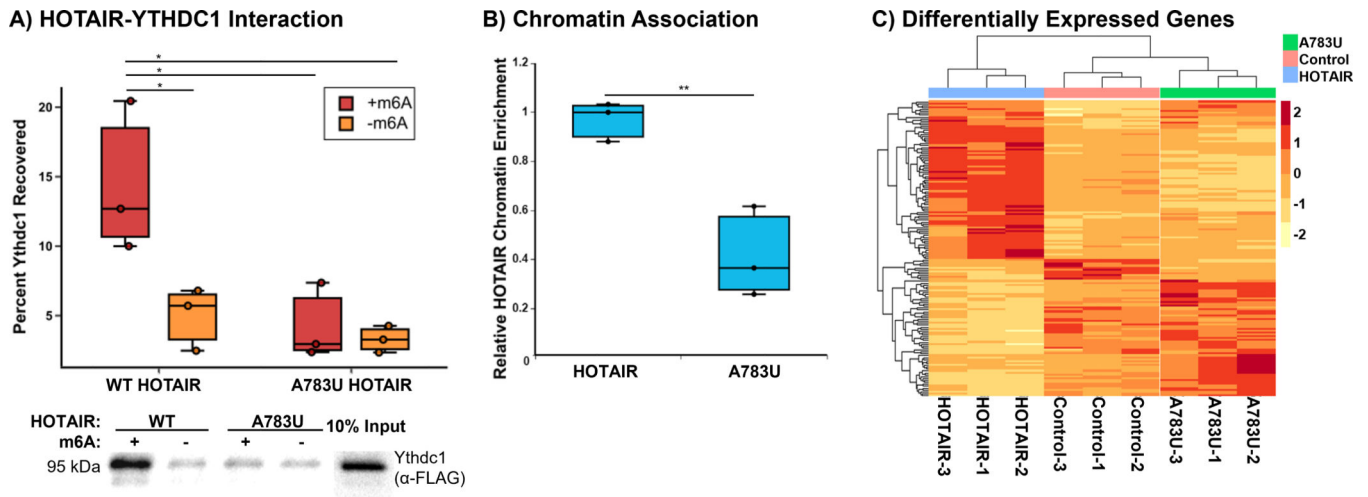 A) HOTAIR-YTHDC1 Interaction
*
*
*
+m6A
-m6A
Percent Ythdc1 Recovered
20
15
10
5
WT HOTAIR
A783U HOTAIR
HOTAIR: WT A783U 10% Input
m6A: + - + -
95 kDa
Ythdc1
(α-FLAG)
B) Chromatin Association
Relative HOTAIR Chromatin Enrichment
1.2
1
0.8
0.6
0.4
0.2
0
**
HOTAIR
A783U
C) Differentially Expressed Genes
A783U
Control
HOTAIR
2
1
0
-1
-2
HOTAIR-3
HOTAIR-1
HOTAIR-2
Control-3
Control-1
Control-2
A783U-3
A783U-1
A783U-2